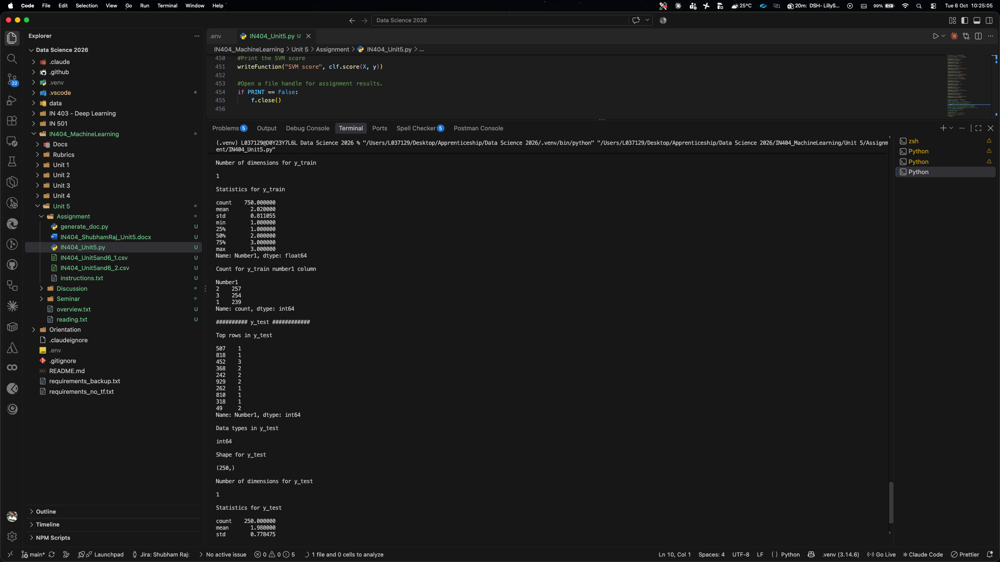 Code File Edit Selection View Go Run Terminal Window Help
25°C 20m: DSH- LillyS... 99% Tue 6 Oct 10:25:05
Data Science 2026
Explorer
Data Science 2026
.claude
.github
22
.venv
.vscode
data
IN 403 - Deep Learning
IN 501
IN404_MachineLearning
Docs
Rubrics
Unit 1
Unit 2
Unit 3
Unit 4
Unit 5
Assignment
generate_doc.py U
IN404_ShubhamRaj_Unit5.docx U
IN404_Unit5.py U
IN404_Unit5and6_1.csv U
IN404_Unit5and6_2.csv U
instructions.txt U
Discussion
Seminar
overview.txt U
reading.txt U
Orientation
.claudeignore
.env
.gitignore
README.md
requirements_backup.txt
requirements_no_tf.txt
Outline
Timeline
NPM Scripts
.env IN404_Unit5.py U
IN404_MachineLearning > Unit 5 > Assignment > IN404_Unit5.py > ...
450 #Print the SVM score
451 writeFunction("SVM score", clf.score(X, y))
452
453 #Open a file handle for assignment results.
454 if PRINT == False:
455 f.close()
456
Problems 5 Output Debug Console Terminal Ports Spell Checker 5 Postman Console
(.venv) L037129@D0Y23Y7L6L Data Science 2026 % "/Users/L037129/Desktop/Apprenticeship/Data Science 2026/.venv/bin/python" "/Users/L037129/Desktop/Apprenticeship/Data Science 2026/IN404_MachineLearning/Unit 5/Assignm
ent/IN404_Unit5.py"
Number of dimensions for y_train
1
Statistics for y_train
count 750.000000
mean 2.020000
std 0.811055
min 1.000000
25% 1.000000
50% 2.000000
75% 3.000000
max 3.000000
Name: Number1, dtype: float64
Count for y_train number1 column
Number1
2 257
3 254
1 239
Name: count, dtype: int64
########## y_test ############
Top rows in y_test
507 1
818 1
452 3
368 2
242 2
929 2
262 1
810 1
318 1
49 2
Name: Number1, dtype: int64
Data types in y_test
int64
Shape for y_test
(250,)
Number of dimensions for y_test
1
Statistics for y_test
count 250.000000
mean 1.980000
std 0.778475
zsh
Python
Python
Python
main* Launchpad Jira: Shubham Raj: No active issue 0 0 5 1 file and 0 cells to analyze Ln 10, Col 1 Spaces: 4 UTF-8 LF {} Python .venv (3.14.6) Go Live Claude Code Prettier